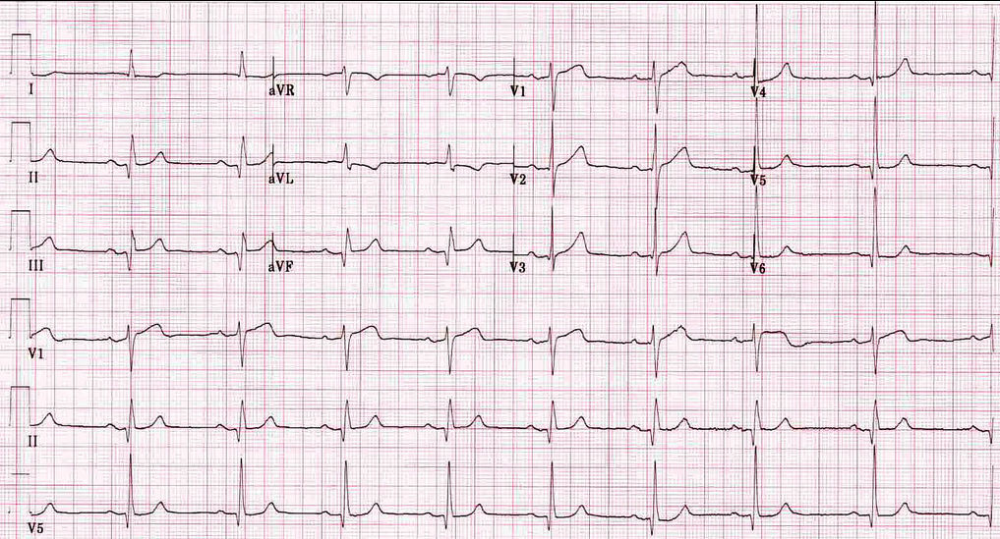 I aVR V1 V4
II aVL V2 V5
III aVF V3 V6
V1
II
V5